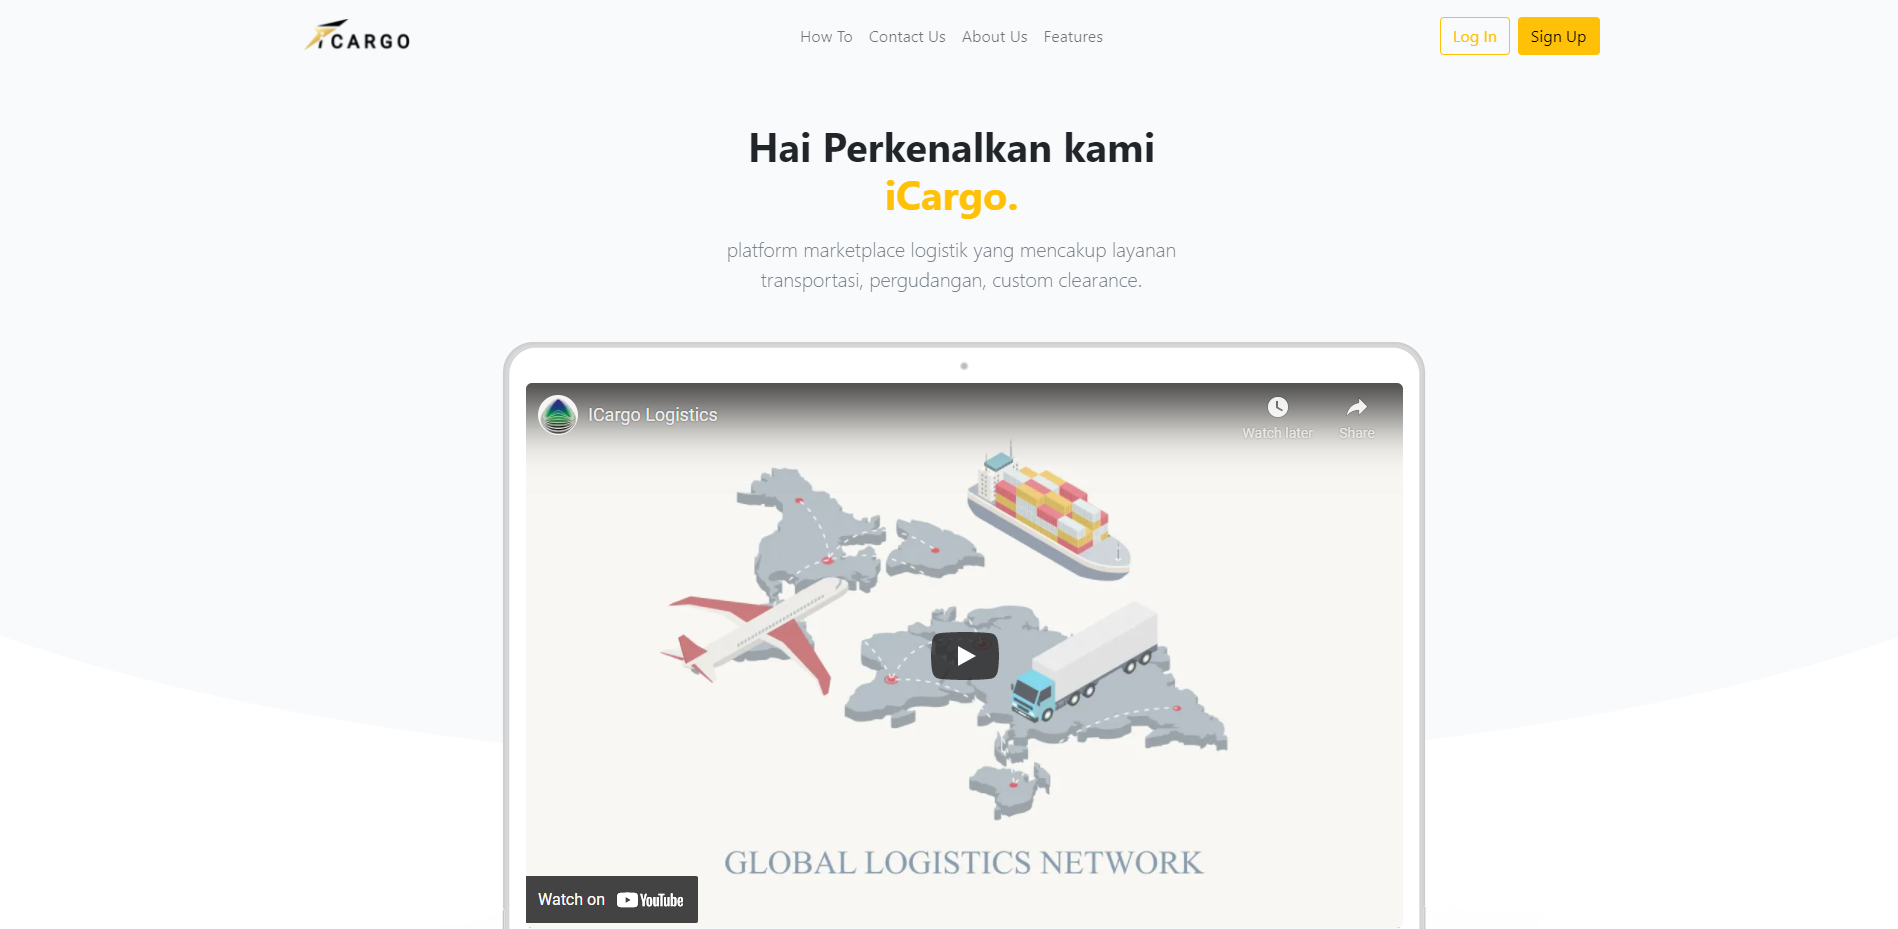 iCARGO
How To Contact Us About Us Features
Log In Sign Up
Hai Perkenalkan kami
iCargo.
platform marketplace logistik yang mencakup layanan
transportasi, pergudangan, custom clearance.
ICargo Logistics
Watch later Share
GLOBAL LOGISTICS NETWORK
Watch on YouTube